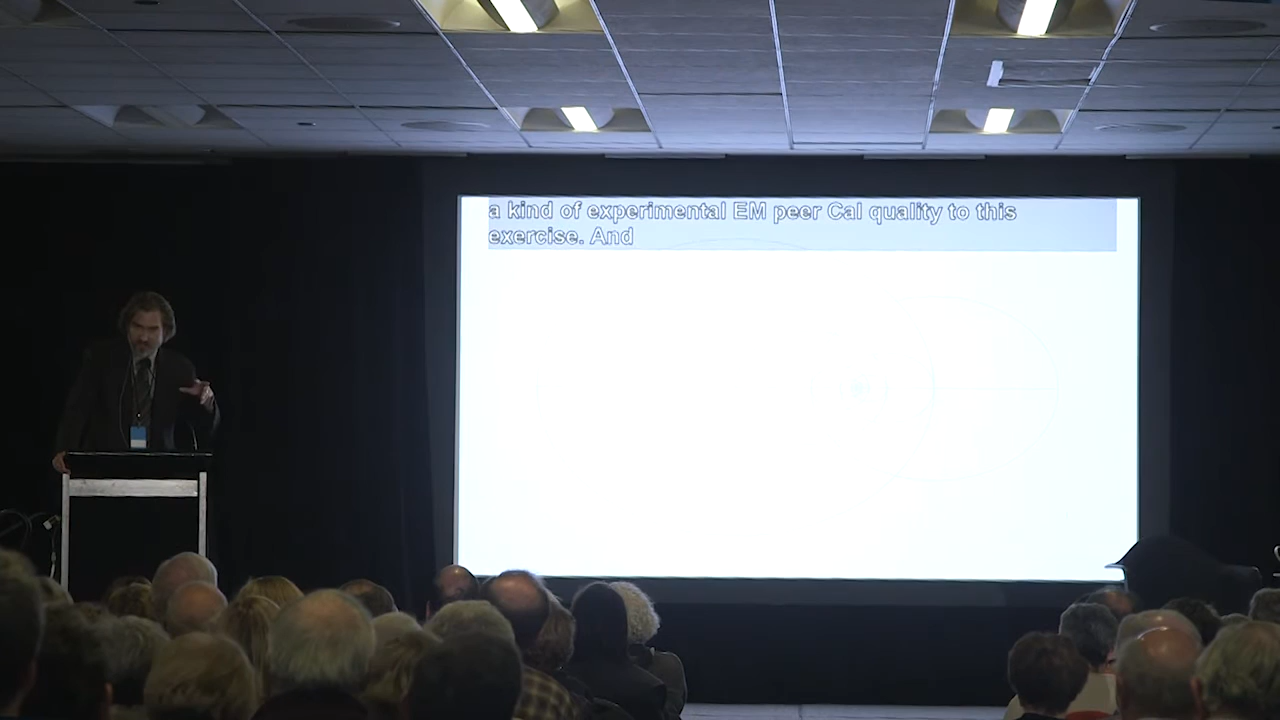 a kind of experimental EM peer Cal quality to this
exercise. And